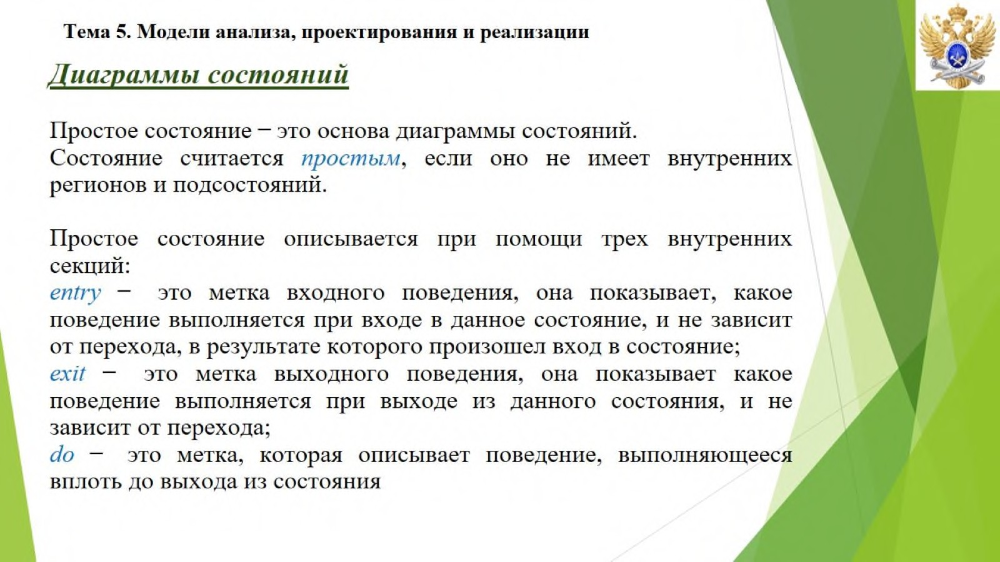 Тема 5. Модели анализа, проектирования и реализации
Диаграммы состояний
Простое состояние – это основа диаграммы состояний.
Состояние считается простым, если оно не имеет внутренних
регионов и подсостояний.
Простое состояние описывается при помощи трех внутренних
секций:
entry – это метка входного поведения, она показывает, какое
поведение выполняется при входе в данное состояние, и не зависит
от перехода, в результате которого произошел вход в состояние;
exit – это метка выходного поведения, она показывает какое
поведение выполняется при выходе из данного состояния, и не
зависит от перехода;
do – это метка, которая описывает поведение, выполняющееся
вплоть до выхода из состояния